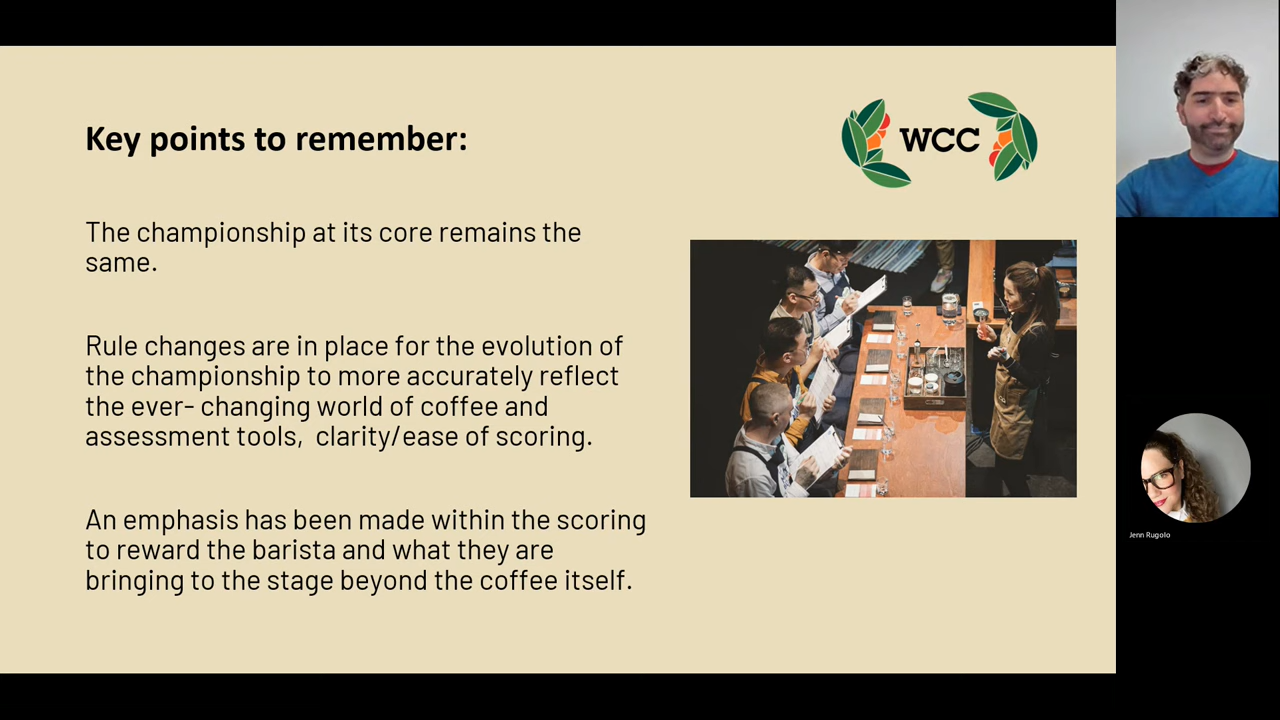 Key points to remember:
WCC
The championship at its core remains the
same.
Rule changes are in place for the evolution of
the championship to more accurately reflect
the ever- changing world of coffee and
assessment tools,  clarity/ease of scoring.
An emphasis has been made within the scoring
to reward the barista and what they are
bringing to the stage beyond the coffee itself.
Jenn Rugolo